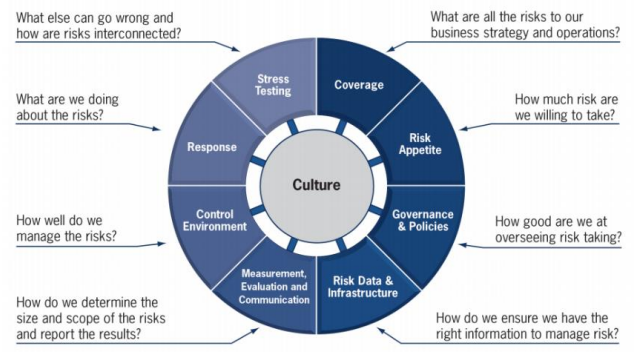 What else can go wrong and
how are risks interconnected?
What are all the risks to our
business strategy and operations?
Stress
Testing
Coverage
What are we doing
about the risks?
How much risk are
we willing to take?
Response
Risk
Appetite
Culture
How well do we
manage the risks?
Control
Environment
Governance
& Policies
How good are we at
overseeing risk taking?
Measurement,
Evaluation and
Communication
Risk Data &
Infrastructure
How do we determine the
size and scope of the risks
and report the results?
How do we ensure we have the
right information to manage risk?